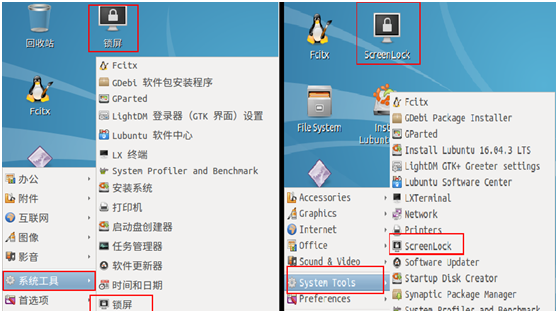 回收站
锁屏
Fcitx
Fcitx
GDebi 软件包安装程序
GParted
LightDM 登录器（GTK 界面）设置
Lubuntu 软件中心
LX 终端
System Profiler and Benchmark
安装系统
打印机
启动盘创建器
任务管理器
软件更新器
时间和日期
锁屏
办公
附件
互联网
图像
影音
系统工具
首选项
Fcitx
ScreenLock
File System
Inst
Lubuntu
Fcitx
GDebi Package Installer
GParted
Install Lubuntu 16.04.3 LTS
LightDM GTK+ Greeter settings
Lubuntu Software Center
LXTerminal
Network
Printers
ScreenLock
Software Updater
Startup Disk Creator
Synaptic Package Manager
System Profiler and Benchmark
Accessories
Graphics
Internet
Office
Sound & Video
System Tools
Preferences